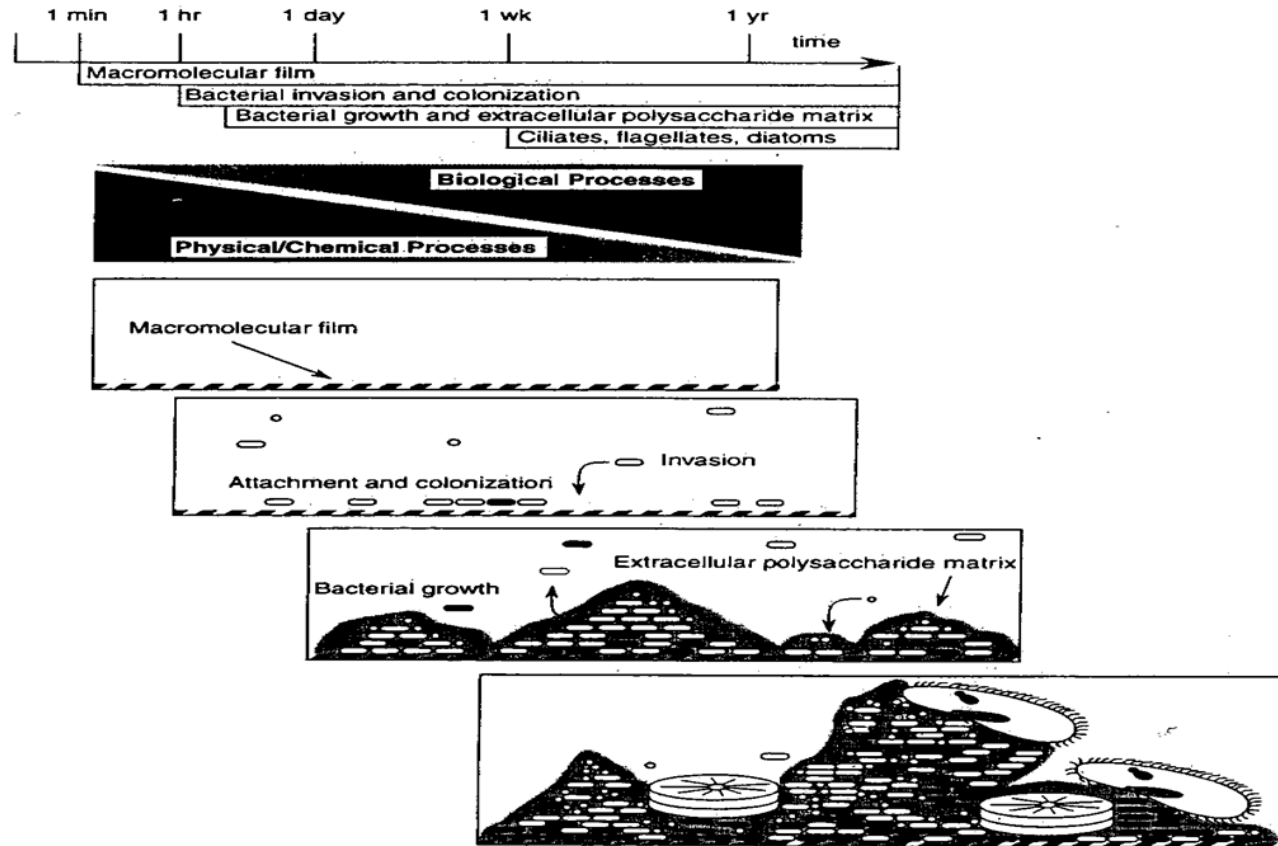 1 min 1 hr 1 day 1 wk 1 yr
time
Macromolecular film
Bacterial invasion and colonization
Bacterial growth and extracellular polysaccharide matrix
Ciliates, flagellates, diatoms
Biological Processes
Physical/Chemical Processes
Macromolecular film
Invasion
Attachment and colonization
Extracellular polysaccharide matrix
Bacterial growth